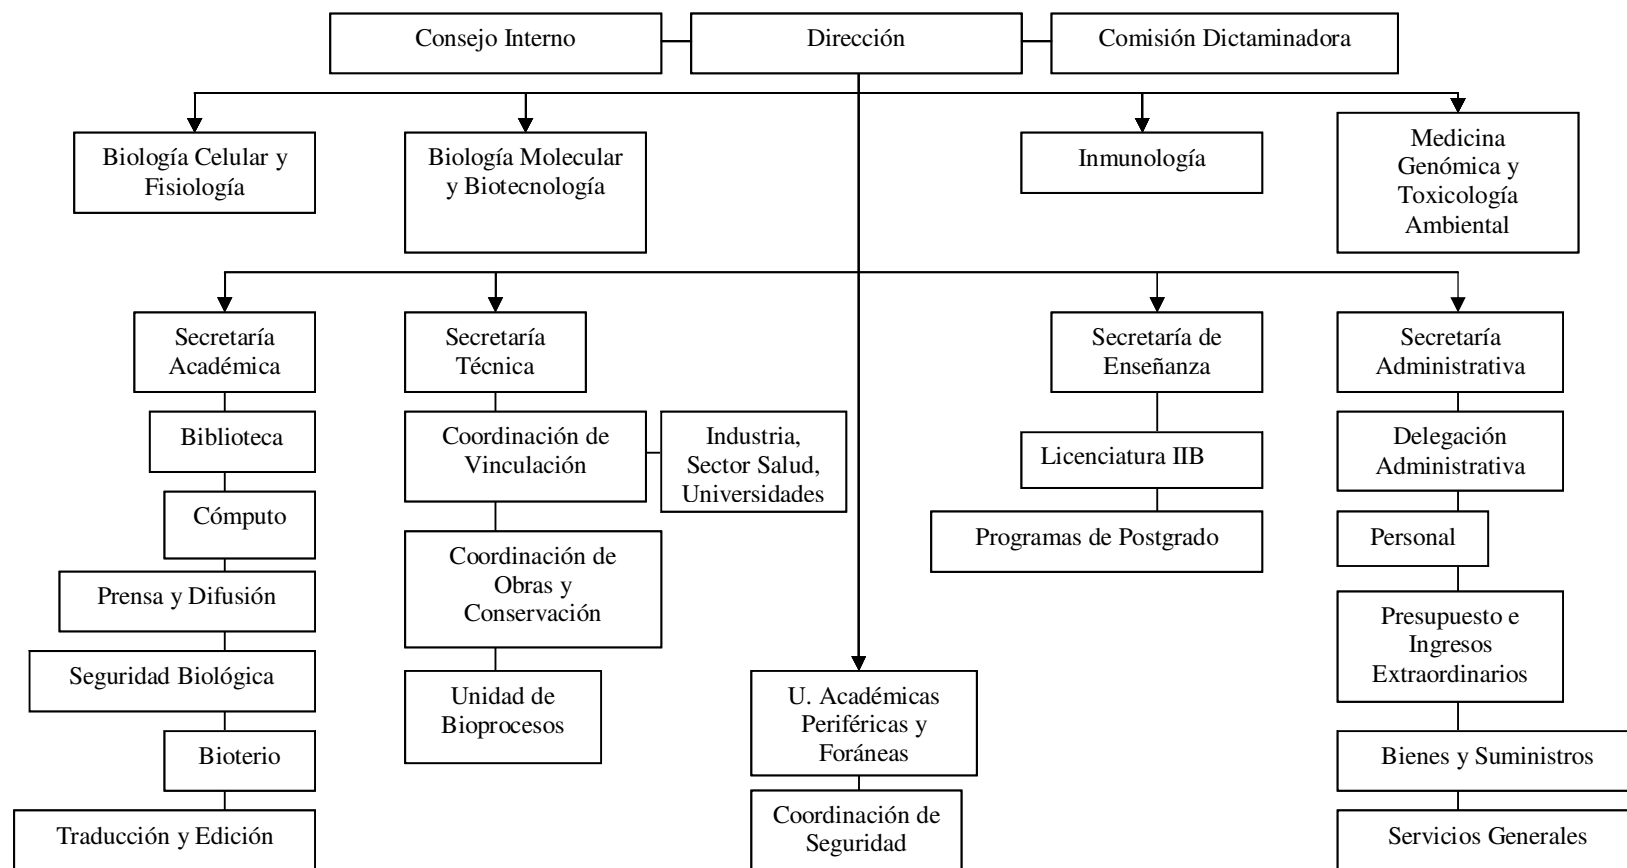 Consejo Interno
Dirección
Comisión Dictaminadora
Biología Celular y
Fisiología
Biología Molecular
y Biotecnología
Inmunología
Medicina
Genómica y
Toxicología
Ambiental
Secretaría
Académica
Secretaría
Técnica
Secretaría de
Enseñanza
Secretaría
Administrativa
Biblioteca
Cómputo
Prensa y Difusión
Seguridad Biológica
Bioterio
Traducción y Edición
Coordinación de
Vinculación
Industria,
Sector Salud,
Universidades
Coordinación de
Obras y
Conservación
Unidad de
Bioprocesos
U. Académicas
Periféricas y
Foráneas
Coordinación de
Seguridad
Licenciatura IIB
Programas de Postgrado
Delegación
Administrativa
Personal
Presupuesto e
Ingresos
Extraordinarios
Bienes y Suministros
Servicios Generales